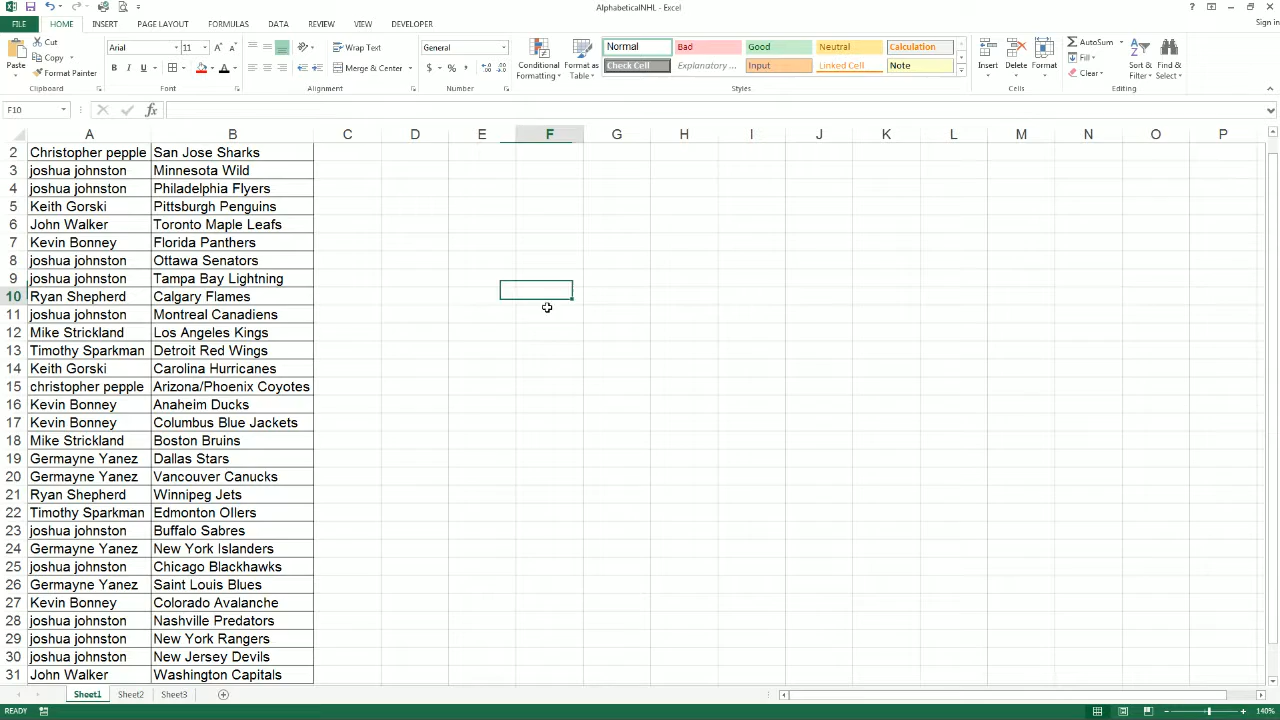 AlphabeticalNHL - Excel
Sign in
FILE HOME INSERT PAGE LAYOUT FORMULAS DATA REVIEW VIEW DEVELOPER
Paste Cut Copy Format Painter Clipboard
Arial 11 B I U A Font
Wrap Text Merge & Center Alignment
General $ % , Number
Conditional Formatting Format as Table
Normal Bad Good Neutral Calculation
Check Cell Explanatory ... Input Linked Cell Note
Styles
Insert Delete Format Cells
AutoSum Fill Clear Sort & Filter Find & Select Editing
F10 fx
A B C D E F G H I J K L M N O P
2 Christopher pepple San Jose Sharks
3 joshua johnston Minnesota Wild
4 joshua johnston Philadelphia Flyers
5 Keith Gorski Pittsburgh Penguins
6 John Walker Toronto Maple Leafs
7 Kevin Bonney Florida Panthers
8 joshua johnston Ottawa Senators
9 joshua johnston Tampa Bay Lightning
10 Ryan Shepherd Calgary Flames
11 joshua johnston Montreal Canadiens
12 Mike Strickland Los Angeles Kings
13 Timothy Sparkman Detroit Red Wings
14 Keith Gorski Carolina Hurricanes
15 christopher pepple Arizona/Phoenix Coyotes
16 Kevin Bonney Anaheim Ducks
17 Kevin Bonney Columbus Blue Jackets
18 Mike Strickland Boston Bruins
19 Germayne Yanez Dallas Stars
20 Germayne Yanez Vancouver Canucks
21 Ryan Shepherd Winnipeg Jets
22 Timothy Sparkman Edmonton Ollers
23 joshua johnston Buffalo Sabres
24 Germayne Yanez New York Islanders
25 joshua johnston Chicago Blackhawks
26 Germayne Yanez Saint Louis Blues
27 Kevin Bonney Colorado Avalanche
28 joshua johnston Nashville Predators
29 joshua johnston New York Rangers
30 joshua johnston New Jersey Devils
31 John Walker Washington Capitals
Sheet1 Sheet2 Sheet3
READY 140%